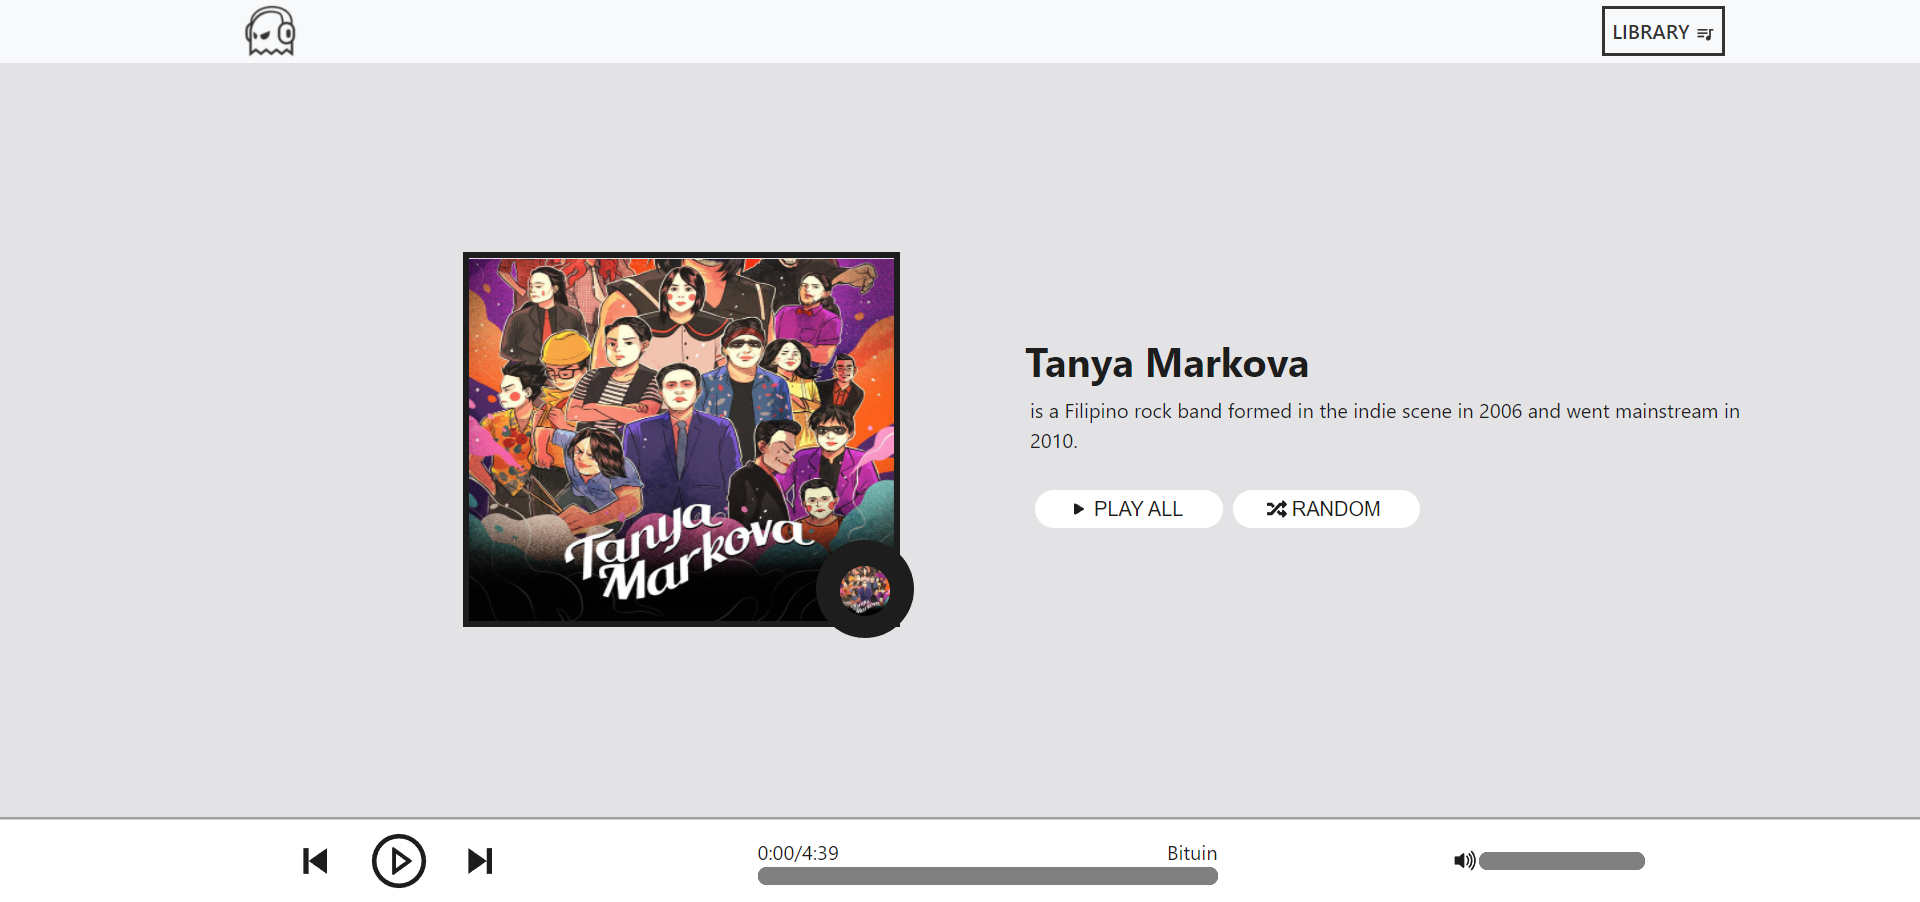 LIBRARY
Tanya Markova
is a Filipino rock band formed in the indie scene in 2006 and went mainstream in
2010.
PLAY ALL
RANDOM
Tanya
Markova
0:00/4:39
Bituin